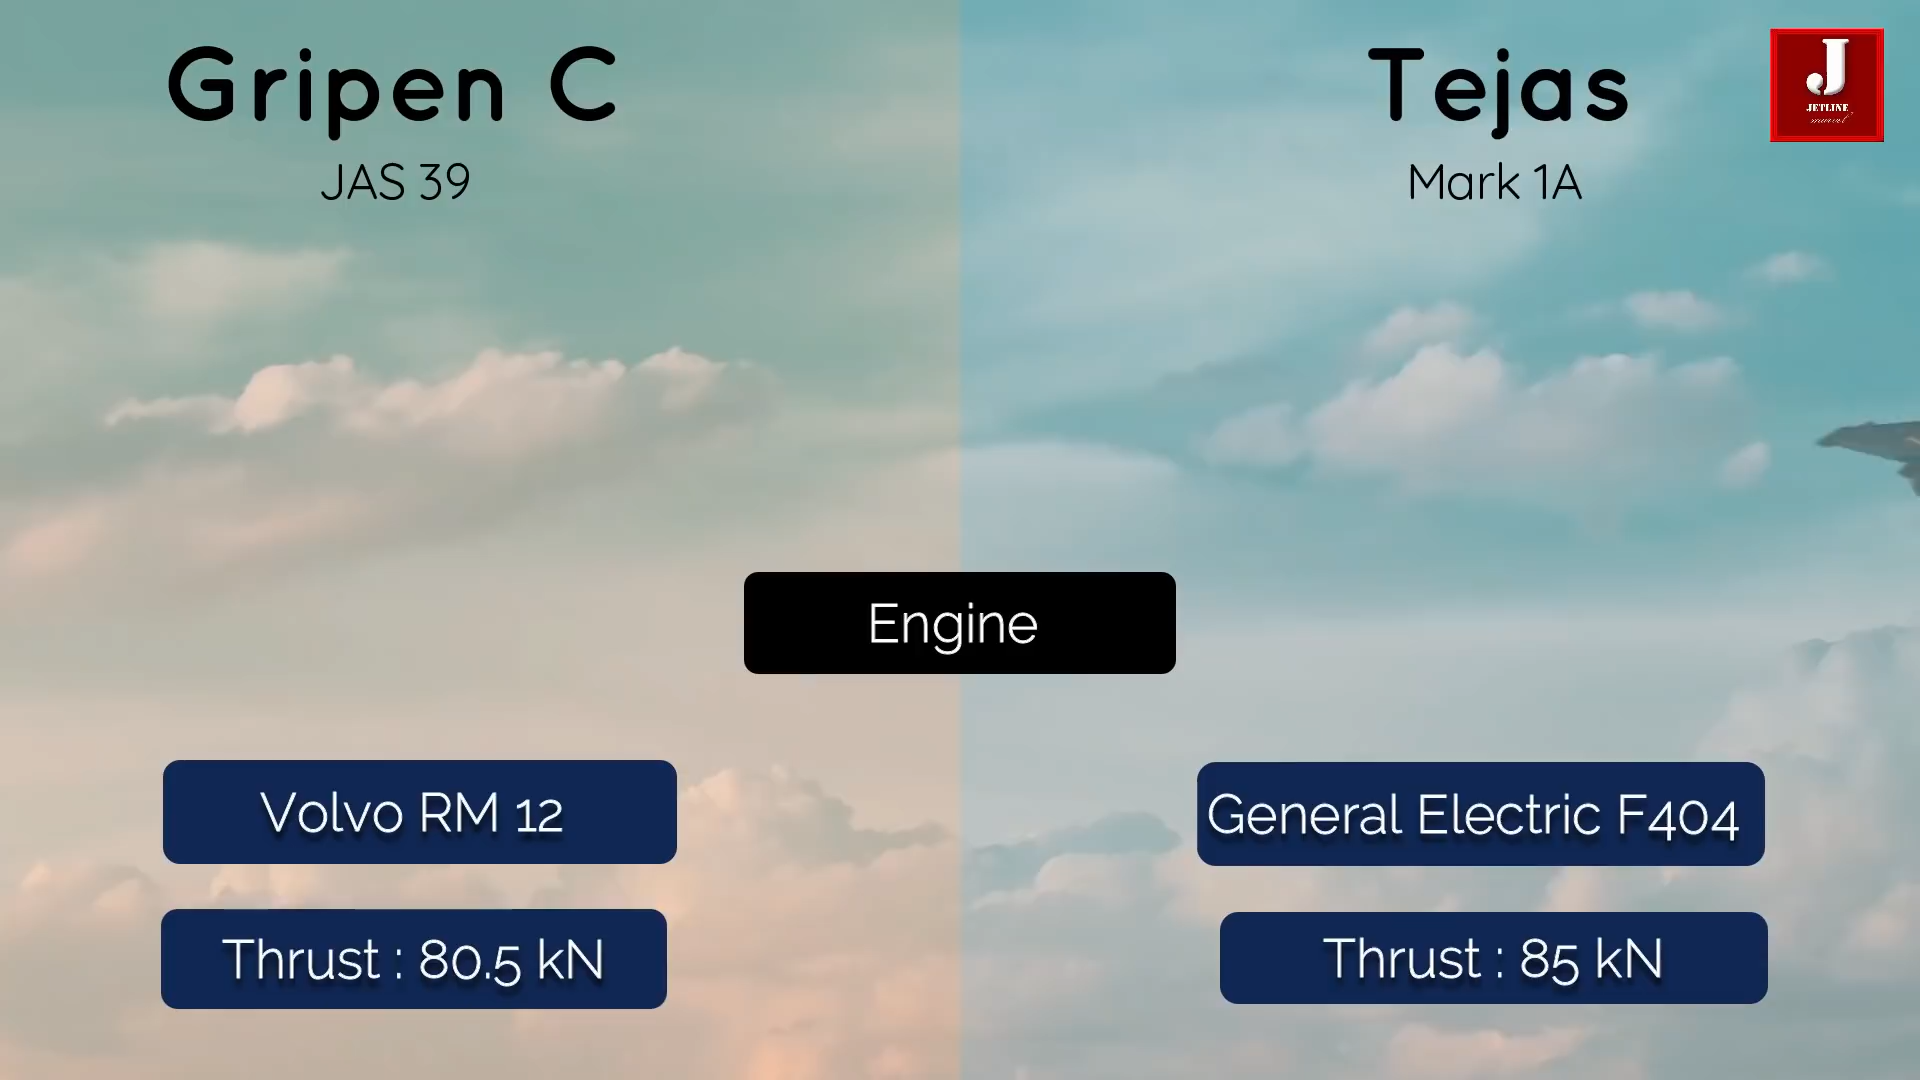 Gripen C
JAS 39
Tejas
Mark 1A
J
JETLINE
Engine
Volvo RM 12
General Electric F404
Thrust : 80.5 kN
Thrust : 85 kN